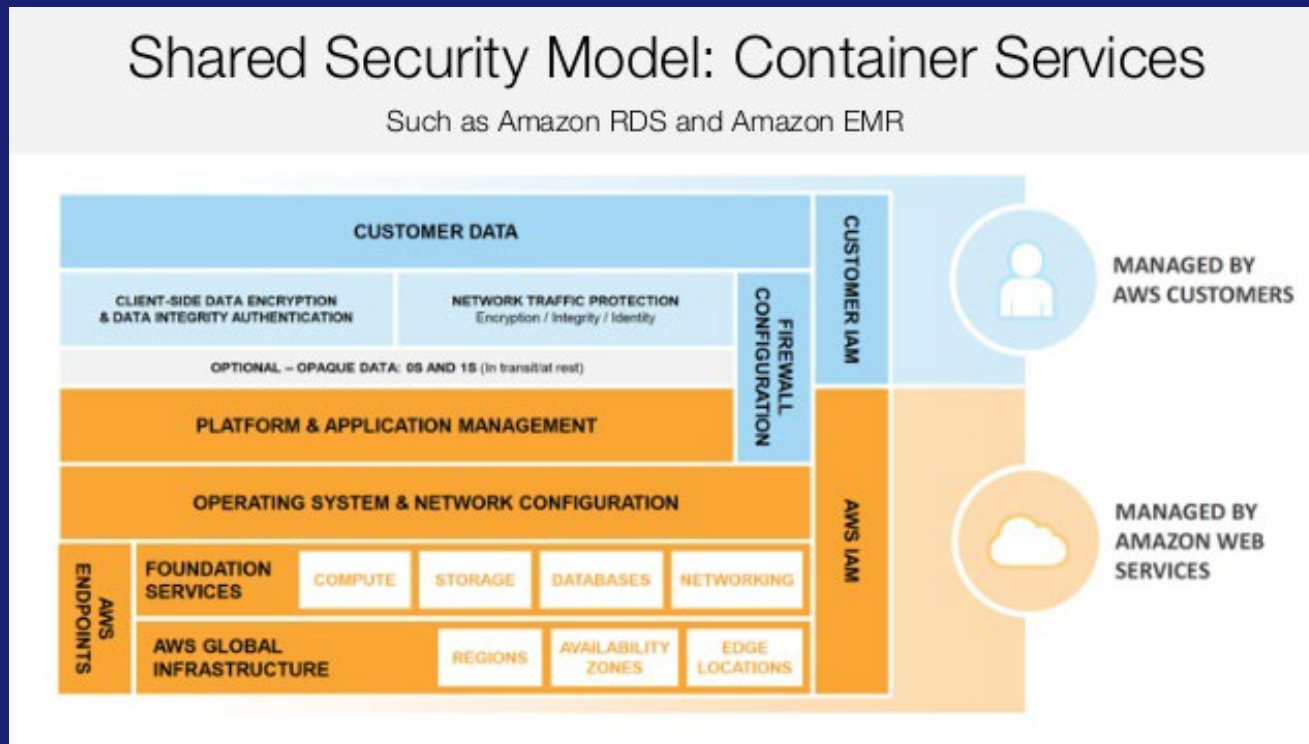 Shared Security Model: Container Services
Such as Amazon RDS and Amazon EMR
CUSTOMER DATA
CUSTOMER IAM
MANAGED BY
AWS CUSTOMERS
CLIENT-SIDE DATA ENCRYPTION
& DATA INTEGRITY AUTHENTICATION
NETWORK TRAFFIC PROTECTION
Encryption / Integrity / Identity
FIREWALL
CONFIGURATION
OPTIONAL – OPAQUE DATA: 0S AND 1S (In transit/at rest)
PLATFORM & APPLICATION MANAGEMENT
OPERATING SYSTEM & NETWORK CONFIGURATION
AWS IAM
MANAGED BY
AMAZON WEB
SERVICES
AWS
ENDPOINTS
FOUNDATION
SERVICES
COMPUTE
STORAGE
DATABASES
NETWORKING
AWS GLOBAL
INFRASTRUCTURE
REGIONS
AVAILABILITY
ZONES
EDGE
LOCATIONS